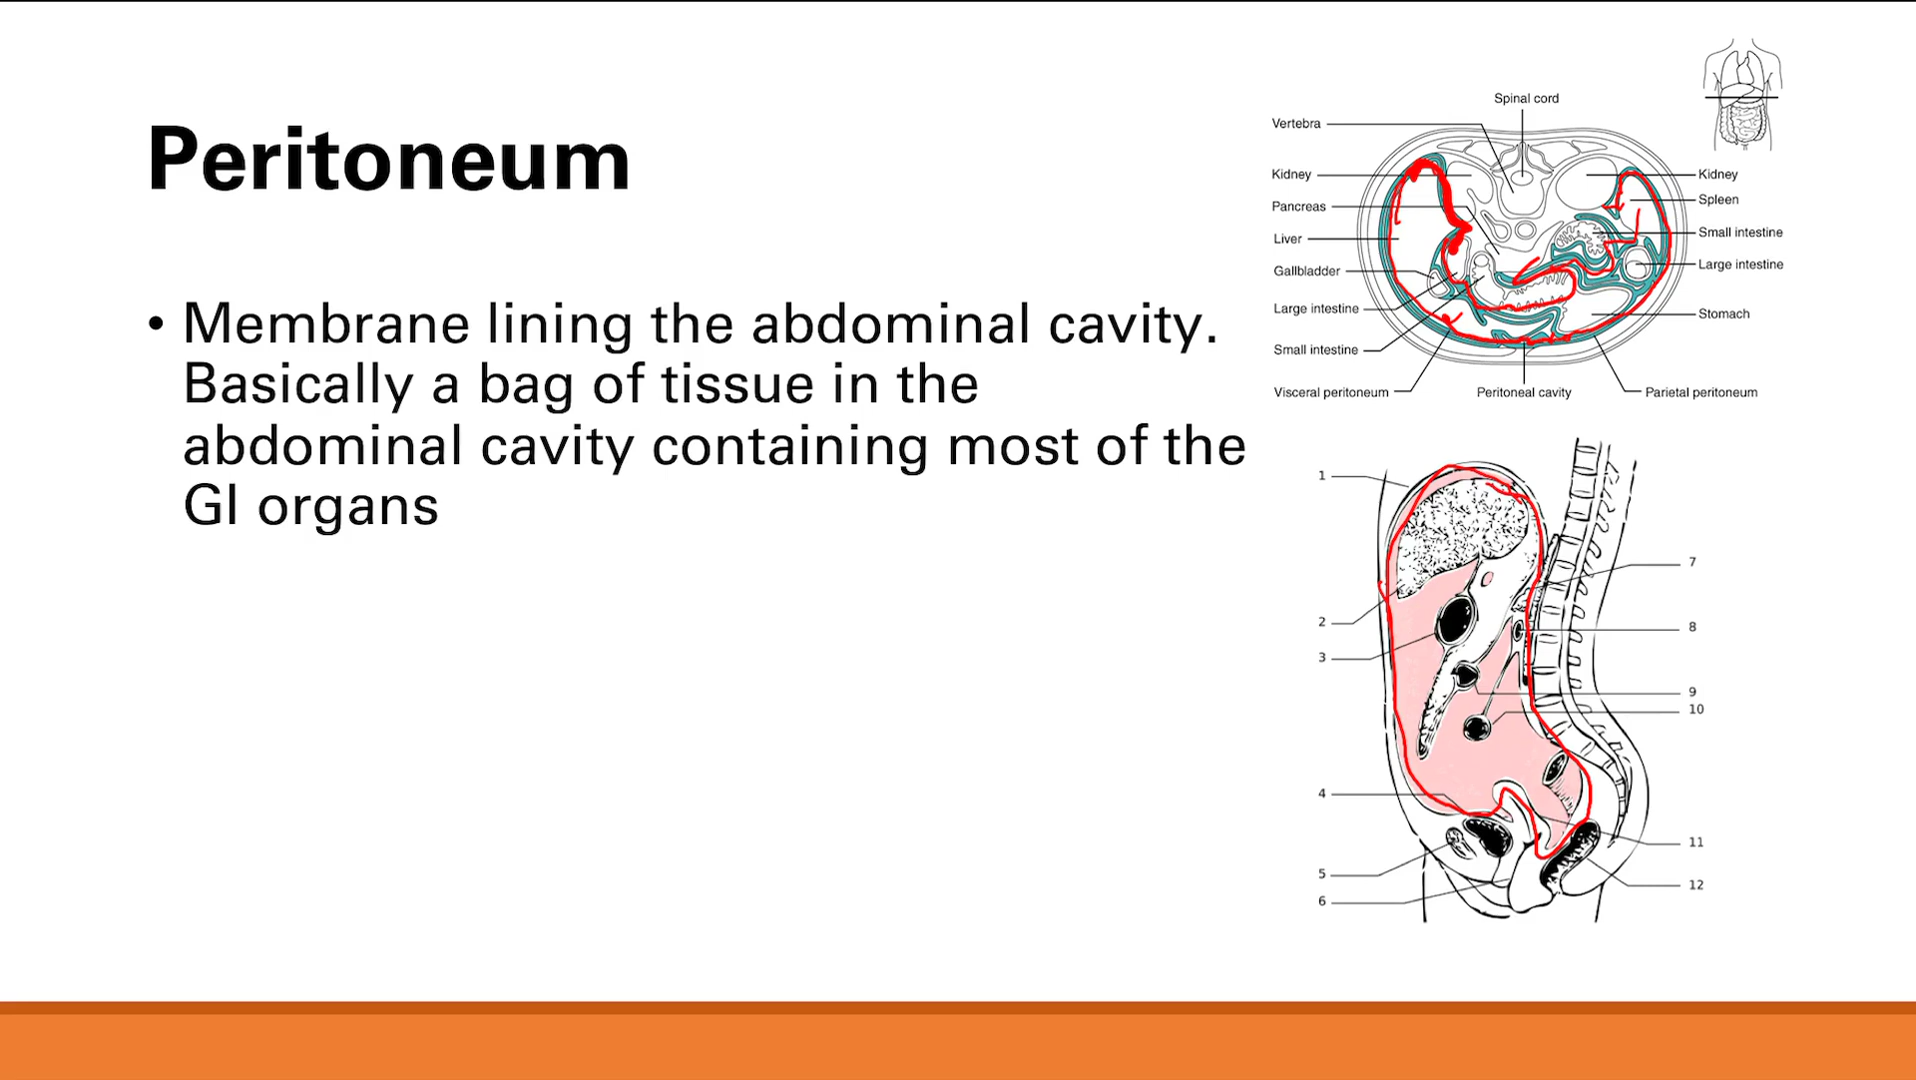 Peritoneum
• Membrane lining the abdominal cavity.
Basically a bag of tissue in the
abdominal cavity containing most of the
GI organs
Spinal cord
Vertebra
Kidney
Pancreas
Liver
Gallbladder
Large intestine
Small intestine
Visceral peritoneum
Peritoneal cavity
Parietal peritoneum
Kidney
Spleen
Small intestine
Large intestine
Stomach
1
2
3
4
5
6
7
8
9
10
11
12